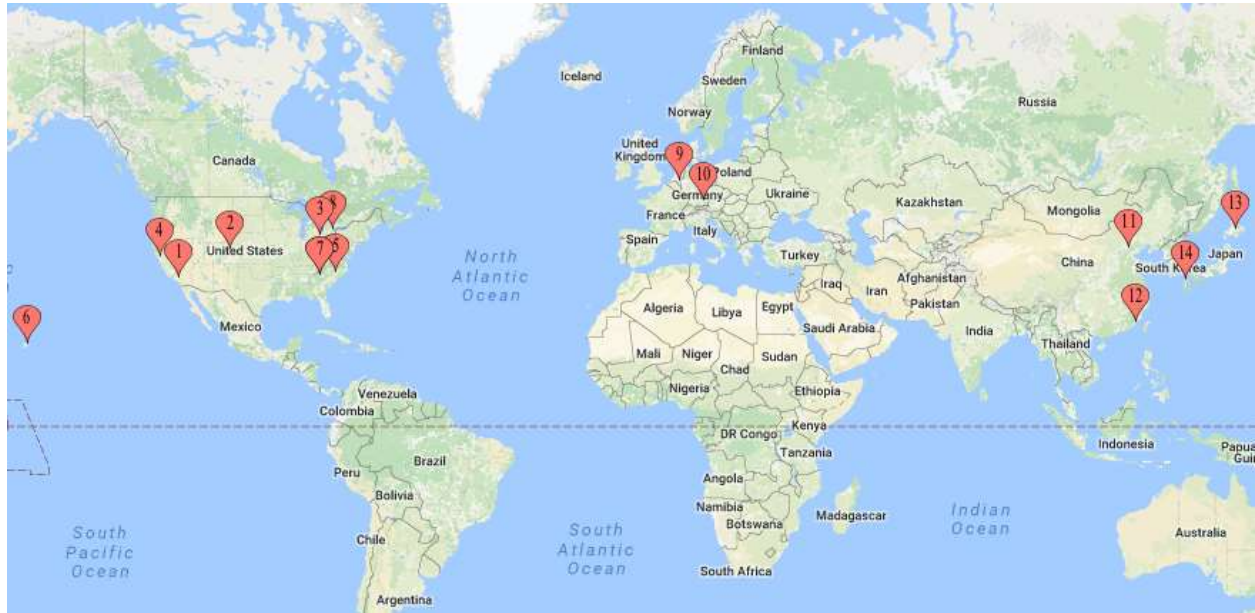 Iceland
Finland
Sweden
Norway
Russia
Canada
United
Kingdom
9
10
Poland
Germany
Ukraine
Kazakhstan
Mongolia
France
Italy
Spain
Turkey
3
8
2
4
1
7
5
United States
6
11
13
14
12
China
South Korea
Japan
North
Atlantic
Ocean
Mexico
Afghanistan
Iraq
Iran
Pakistan
Algeria
Libya
Egypt
Saudi Arabia
India
Thailand
Mali
Niger
Sudan
Chad
Nigeria
Ethiopia
Venezuela
Colombia
DR Congo
Kenya
Tanzania
Indonesia
Papua
Gui
Peru
Brazil
Bolivia
Angola
Namibia
Botswana
Madagascar
South
Pacific
Ocean
South
Atlantic
Ocean
Indian
Ocean
Chile
Australia
South Africa
Argentina